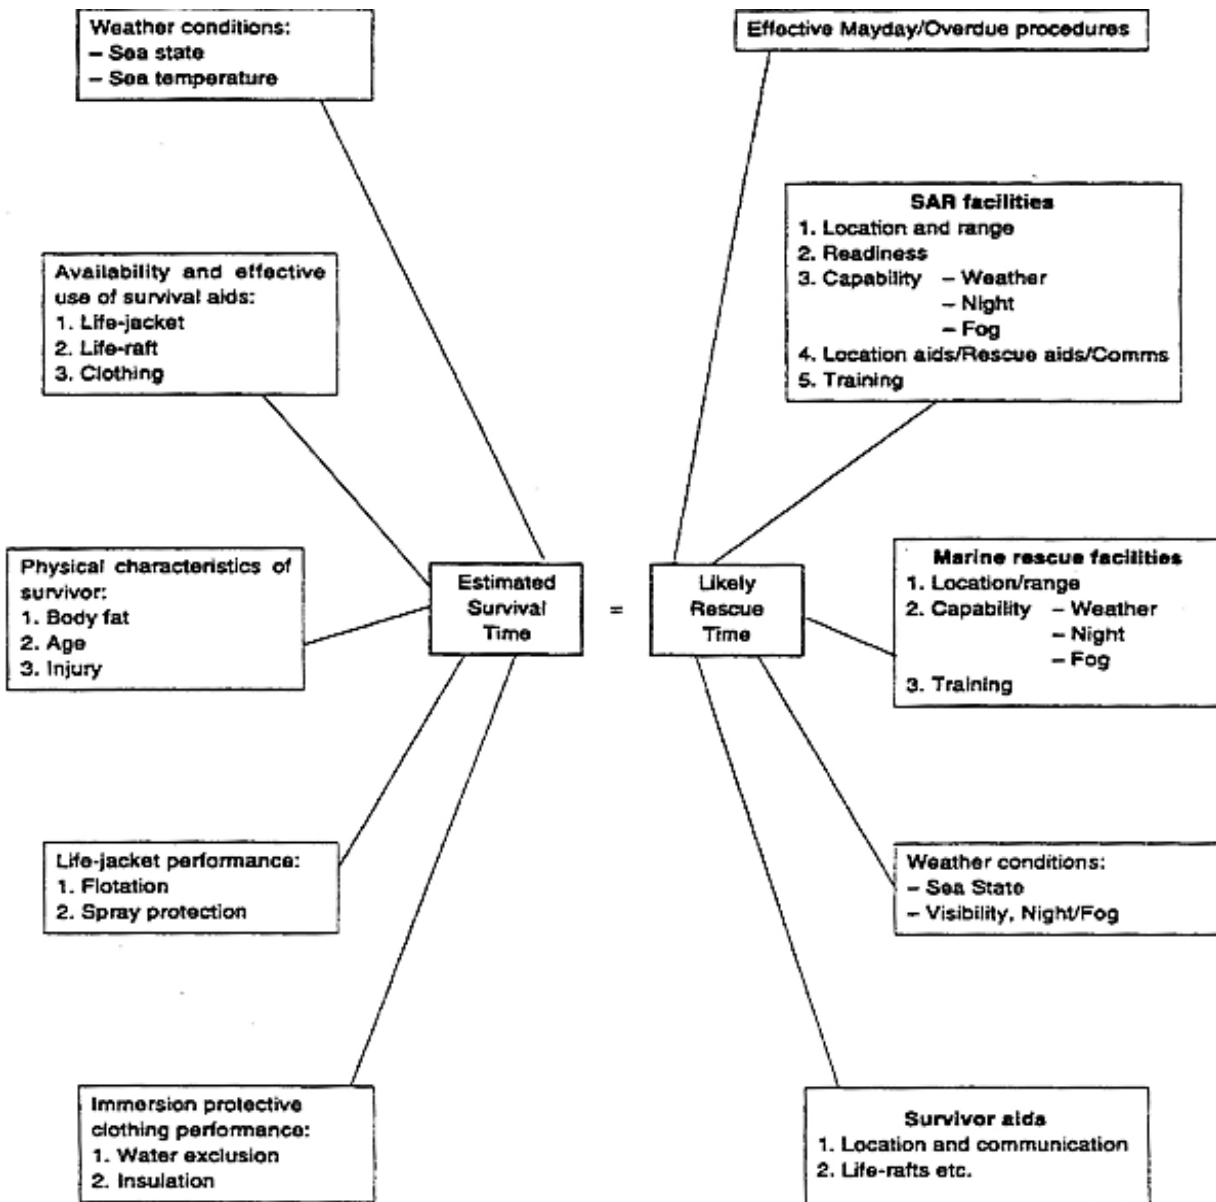 Weather conditions:
– Sea state
– Sea temperature
Effective Mayday/Overdue procedures
SAR facilities
1. Location and range
2. Readiness
3. Capability – Weather
– Night
– Fog
4. Location aids/Rescue aids/Comms
5. Training
Availability and effective
use of survival aids:
1. Life-jacket
2. Life-raft
3. Clothing
Physical characteristics of
survivor:
1. Body fat
2. Age
3. Injury
Estimated
Survival
Time
=
Likely
Rescue
Time
Marine rescue facilities
1. Location/range
2. Capability – Weather
– Night
– Fog
3. Training
Life-jacket performance:
1. Flotation
2. Spray protection
Weather conditions:
– Sea State
– Visibility, Night/Fog
Immersion protective
clothing performance:
1. Water exclusion
2. Insulation
Survivor aids
1. Location and communication
2. Life-rafts etc.